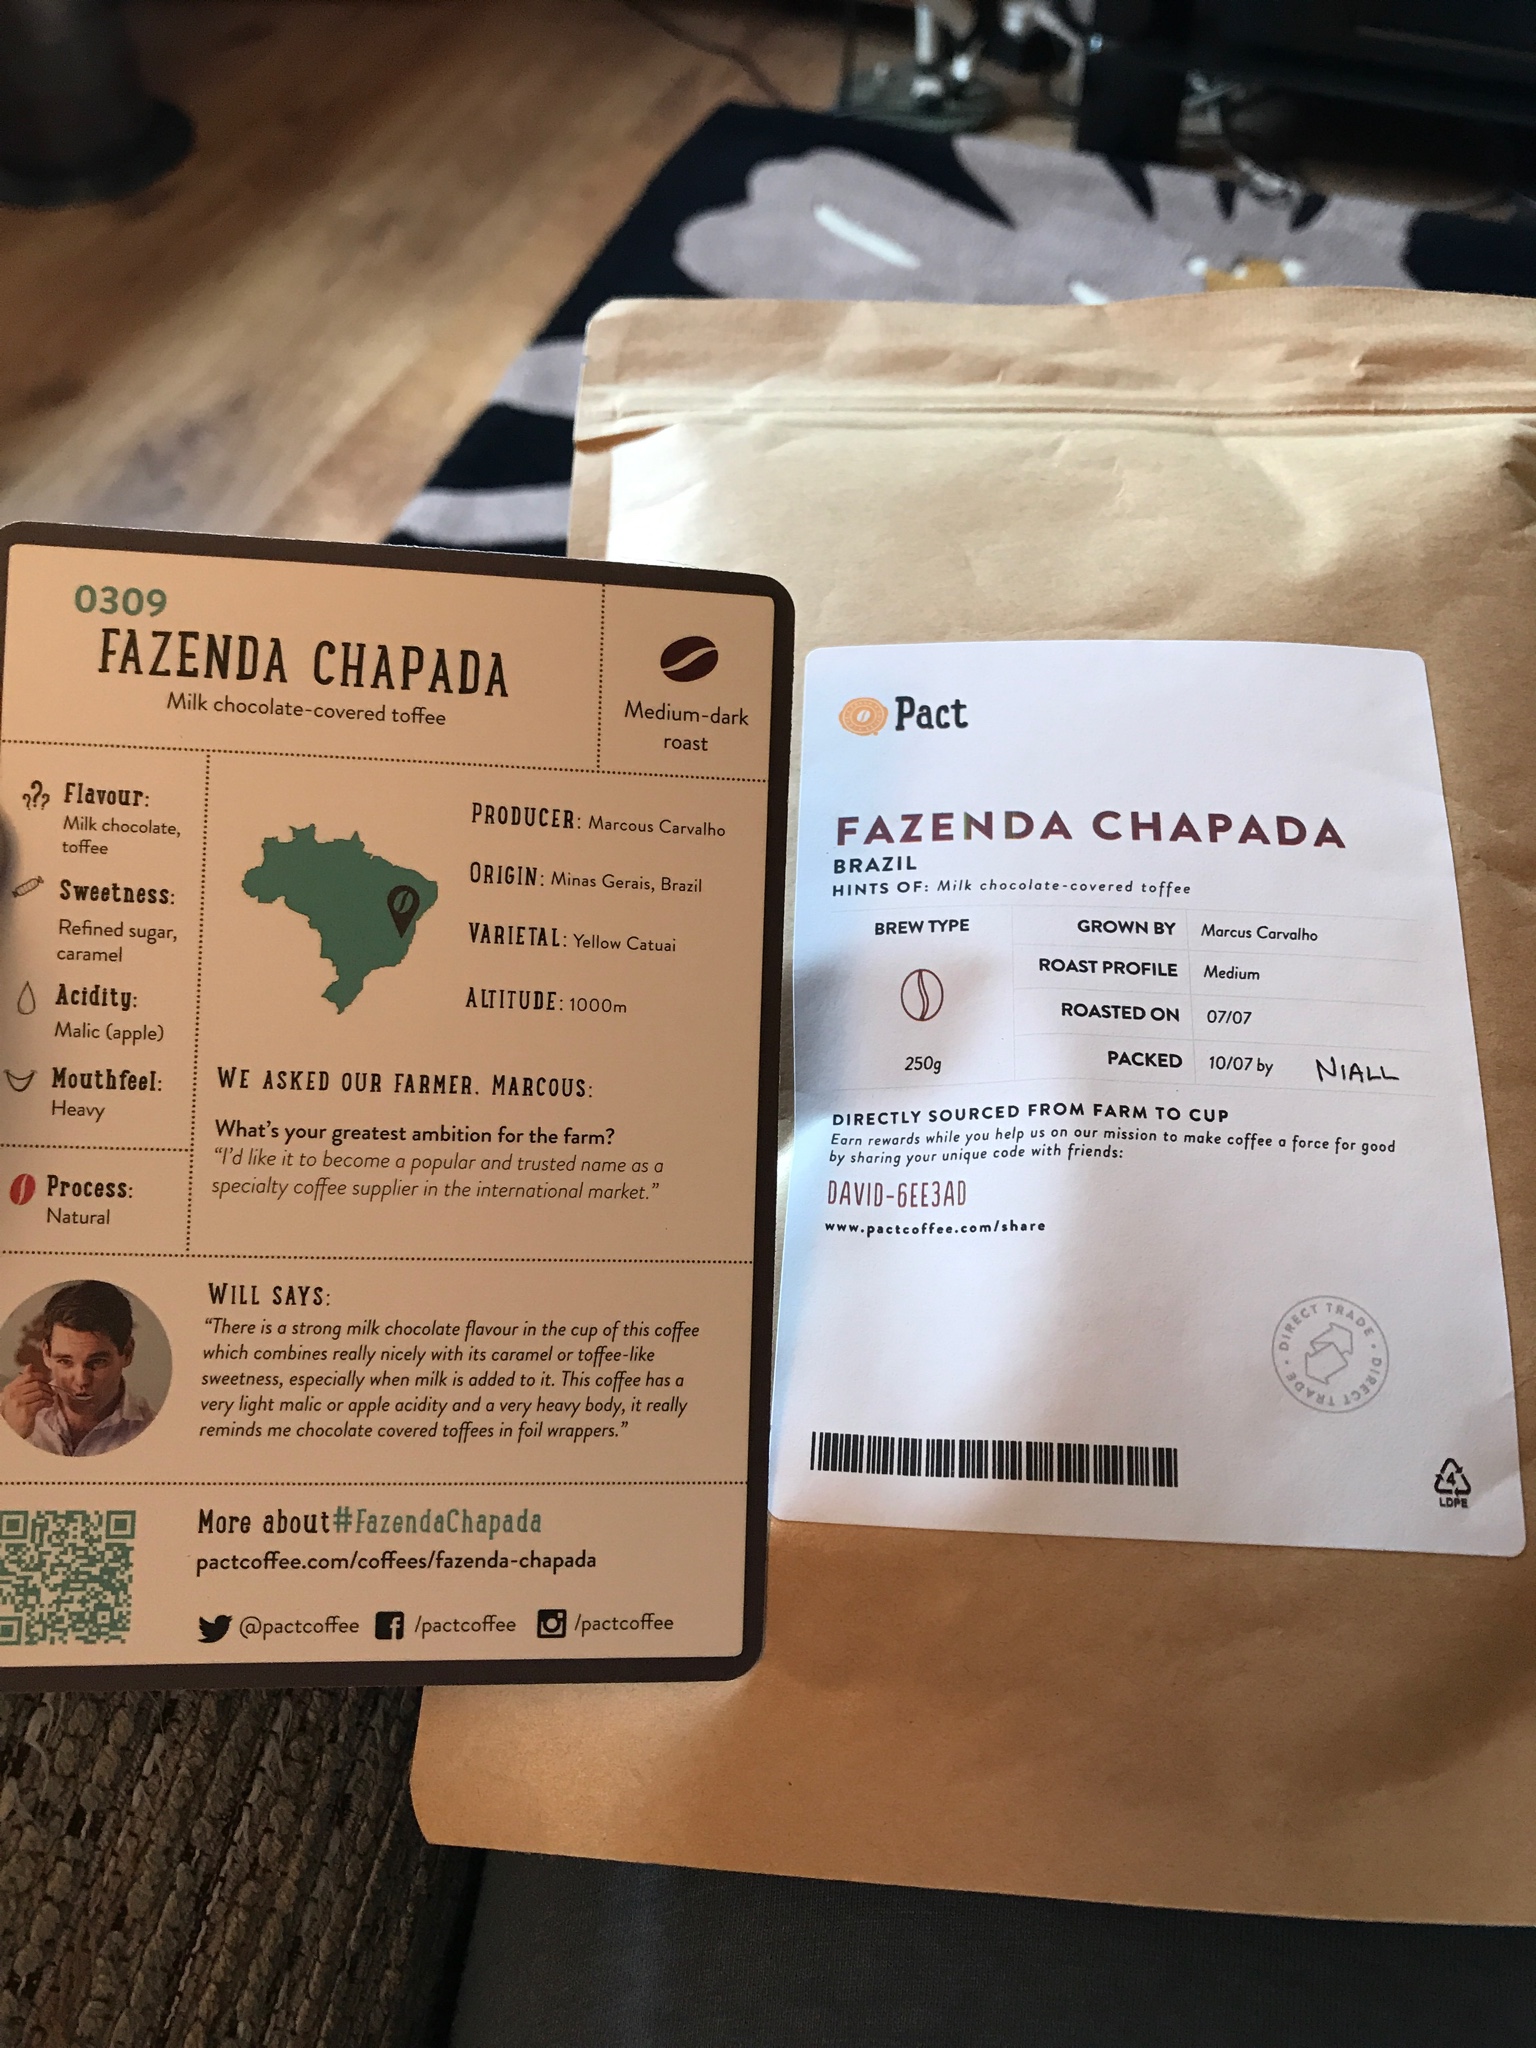 0309
FAZENDA CHAPADA
Milk chocolate-covered toffee
Medium-dark
roast
Flavour:
Milk chocolate,
toffee
Sweetness:
Refined sugar,
caramel
Acidity:
Malic (apple)
Mouthfeel:
Heavy
Process:
Natural
PRODUCER: Marcous Carvalho
ORIGIN: Minas Gerais, Brazil
VARIETAL: Yellow Catuai
ALTITUDE: 1000m
WE ASKED OUR FARMER. MARCOUS:
What's your greatest ambition for the farm?
"I'd like it to become a popular and trusted name as a
specialty coffee supplier in the international market."
WILL SAYS:
"There is a strong milk chocolate flavour in the cup of this coffee
which combines really nicely with its caramel or toffee-like
sweetness, especially when milk is added to it. This coffee has a
very light malic or apple acidity and a very heavy body, it really
reminds me chocolate covered toffees in foil wrappers."
More about #FazendaChapada
pactcoffee.com/coffees/fazenda-chapada
@pactcoffee /pactcoffee /pactcoffee
Pact
FAZENDA CHAPADA
BRAZIL
HINTS OF: Milk chocolate-covered toffee
BREW TYPE
250g
GROWN BY Marcus Carvalho
ROAST PROFILE Medium
ROASTED ON 07/07
PACKED 10/07 by NIALL
DIRECTLY SOURCED FROM FARM TO CUP
Earn rewards while you help us on our mission to make coffee a force for good
by sharing your unique code with friends:
DAVID-6EE3AD
www.pactcoffee.com/share
DIRECT TRADE · DIRECT TRADE · DIRECT TRADE ·
4
LDPE